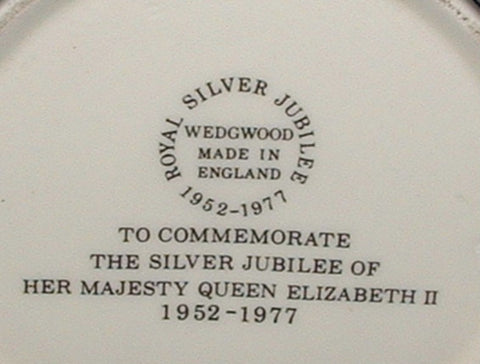 ROYAL SILVER JUBILEE
WEDGWOOD
MADE IN
ENGLAND
1952-1977
TO COMMEMORATE
THE SILVER JUBILEE OF
HER MAJESTY QUEEN ELIZABETH II
1952-1977